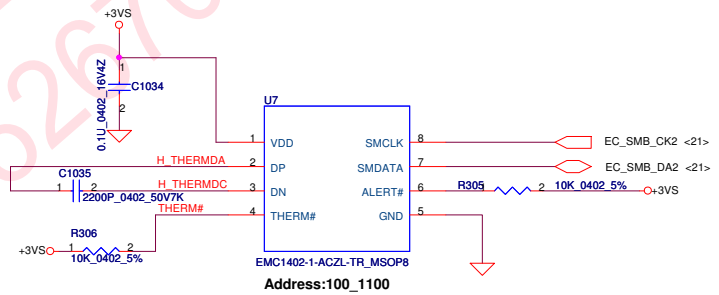 +3VS
1
C1034
0.1U_0402_16V4Z
2
U7
1 VDD SMCLK 8 EC_SMB_CK2 <21>
H_THERMDA 2 DP SMDATA 7 EC_SMB_DA2 <21>
C1035
1 2 H_THERMDC 3 DN ALERT# 6 R305 1 2 10K_0402_5% +3VS
2200P_0402_50V7K
THERM# 4 THERM# GND 5
R306
+3VS 1 2
10K_0402_5%
EMC1402-1-ACZL-TR_MSOP8
Address:100_1100
52670